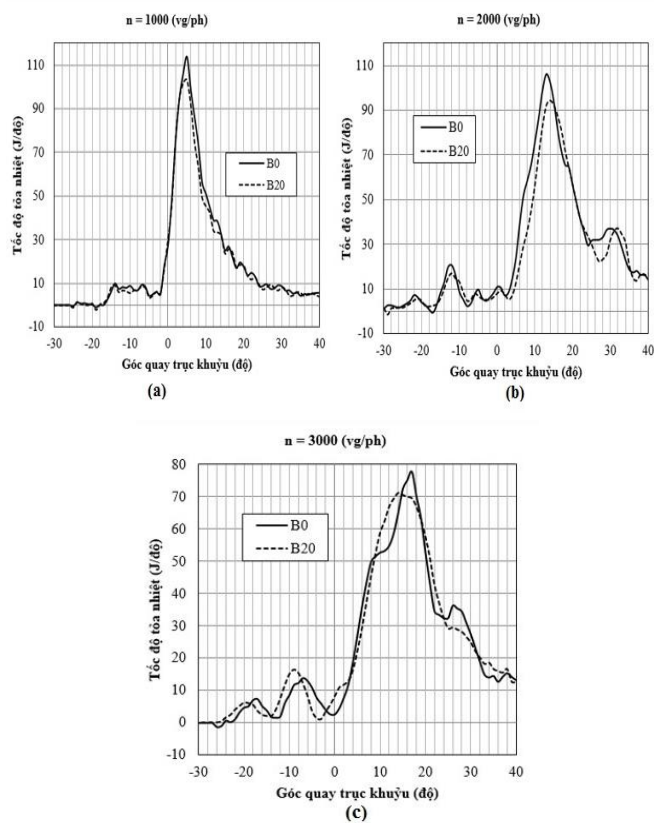 n = 1000 (vg/ph)
Tốc độ tỏa nhiệt (J/độ)
110
90
70
50
30
10
-10
B0
B20
-30 -20 -10 0 10 20 30 40
Góc quay trục khuỷu (độ)
(a)
n = 2000 (vg/ph)
Tốc độ tỏa nhiệt (J/độ)
110
90
70
50
30
10
-10
B0
B20
-30 -20 -10 0 10 20 30 40
Góc quay trục khuỷu (độ)
(b)
n = 3000 (vg/ph)
Tốc độ tỏa nhiệt (J/độ)
80
70
60
50
40
30
20
10
0
-10
B0
B20
-30 -20 -10 0 10 20 30 40
Góc quay trục khuỷu (độ)
(c)